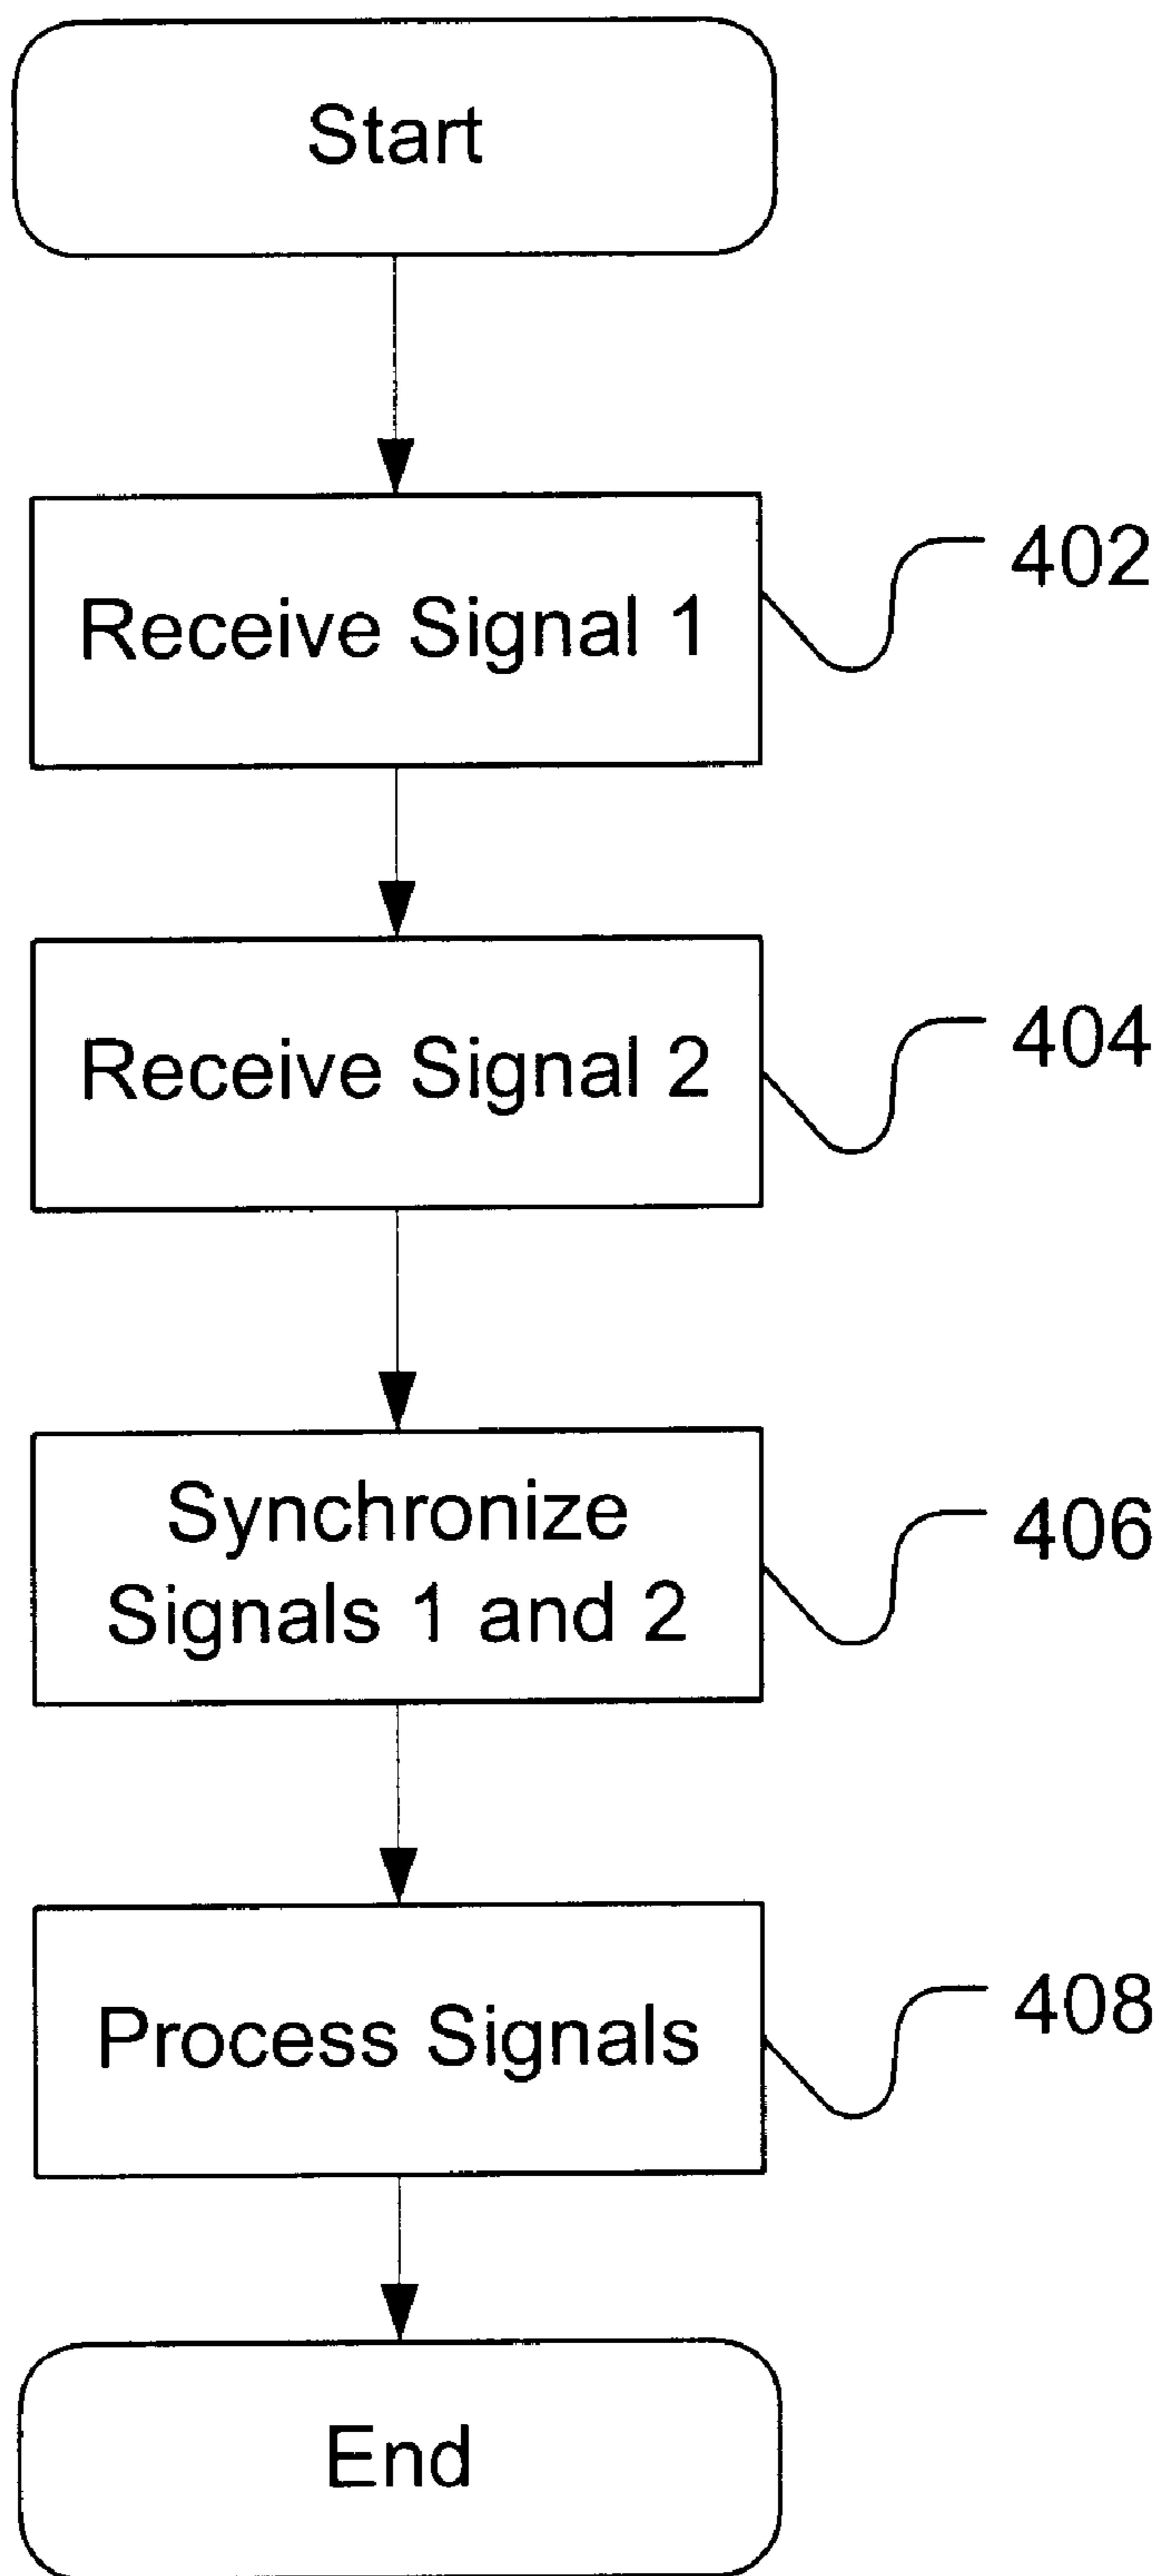 Start
Receive Signal 1
402
Receive Signal 2
404
Synchronize
Signals 1 and 2
406
Process Signals
408
End